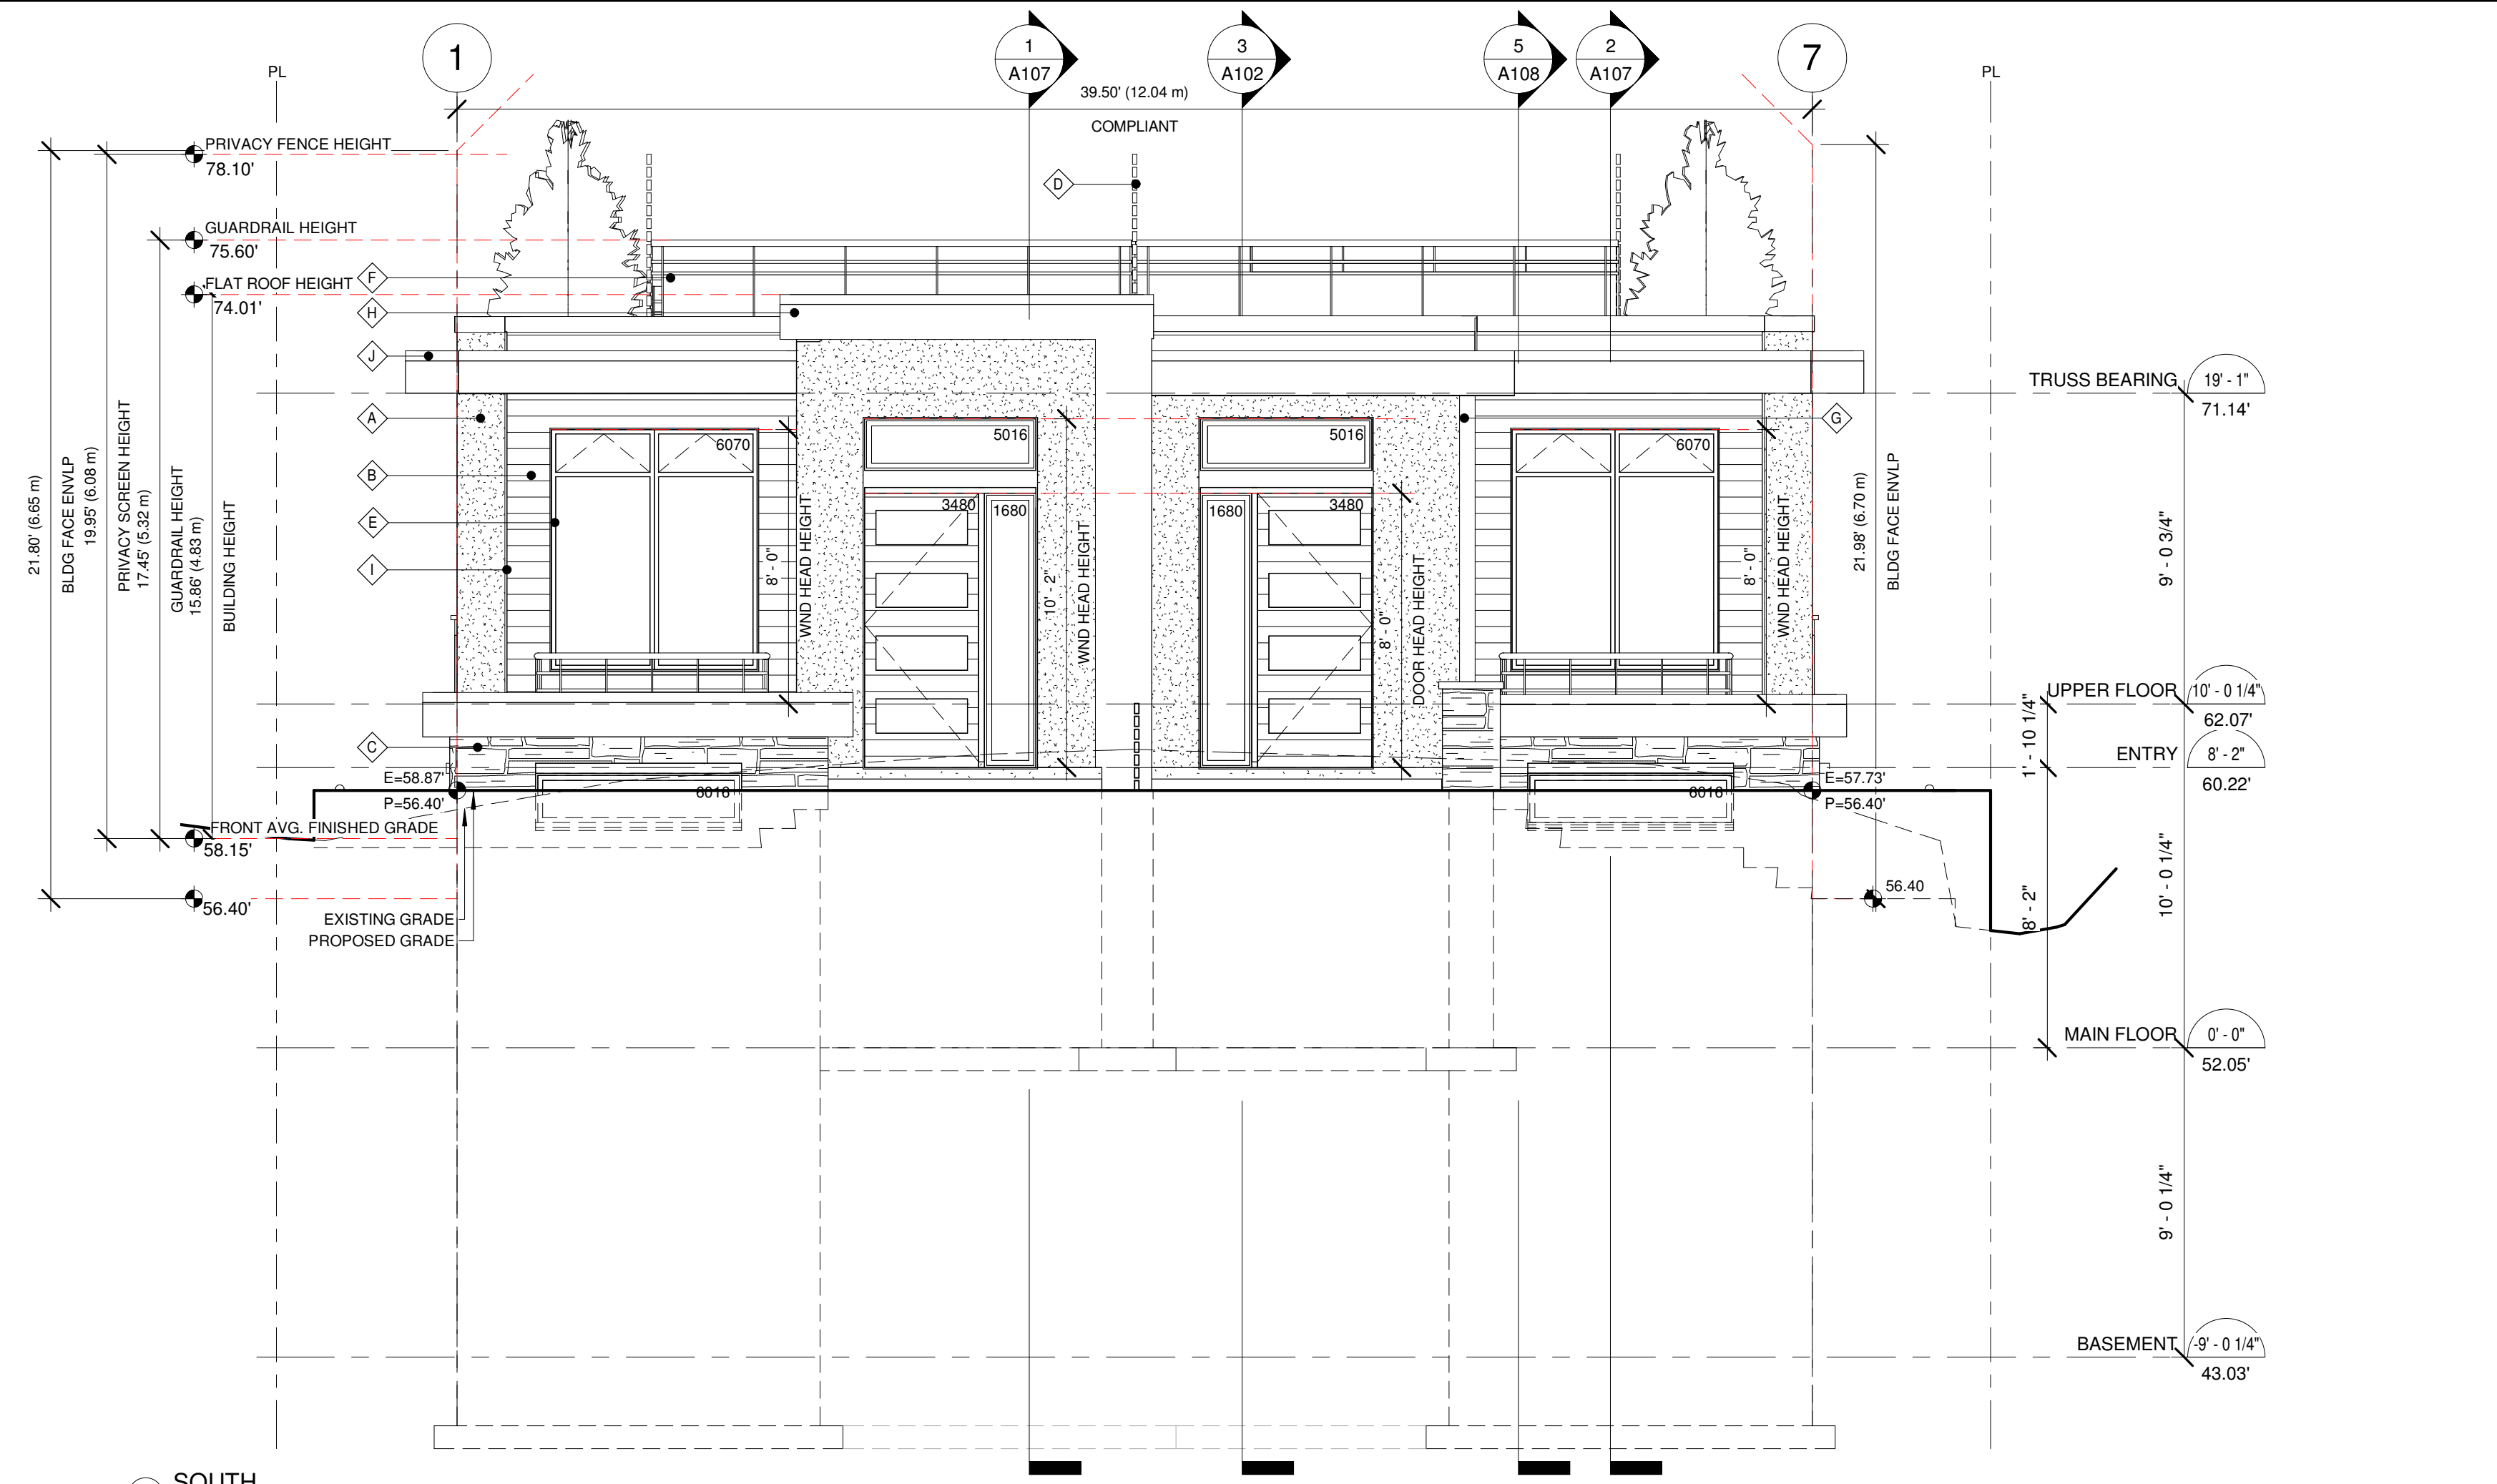 1
1
A107
3
A102
5
A108
2
A107
7
PL
PL
39.50' (12.04 m)
COMPLIANT
PRIVACY FENCE HEIGHT
78.10'
D
GUARDRAIL HEIGHT
75.60'
F
FLAT ROOF HEIGHT
74.01'
H
J
TRUSS BEARING
19' - 1"
71.14'
A
G
5016
5016
6070
6070
B
E
I
3480
1680
1680
3480
21.80' (6.65 m)
BLDG FACE ENVLP
19.95' (6.08 m)
PRIVACY SCREEN HEIGHT
17.45' (5.32 m)
GUARDRAIL HEIGHT
15.86' (4.83 m)
BUILDING HEIGHT
8' - 0"
WND HEAD HEIGHT
10' - 2"
WND HEAD HEIGHT
8' - 0"
DOOR HEAD HEIGHT
8' - 0"
WND HEAD HEIGHT
21.98' (6.70 m)
BLDG FACE ENVLP
9' - 0 3/4"
UPPER FLOOR
10' - 0 1/4"
62.07'
1' - 10 1/4"
C
ENTRY
8' - 2"
60.22'
E=58.87'
P=56.40'
6016
6016
E=57.73'
P=56.40'
FRONT AVG. FINISHED GRADE
58.15'
56.40'
56.40
EXISTING GRADE
PROPOSED GRADE
8' - 2"
10' - 0 1/4"
MAIN FLOOR
0' - 0"
52.05'
9' - 0 1/4"
BASEMENT
-9' - 0 1/4"
43.03'
SOUTH